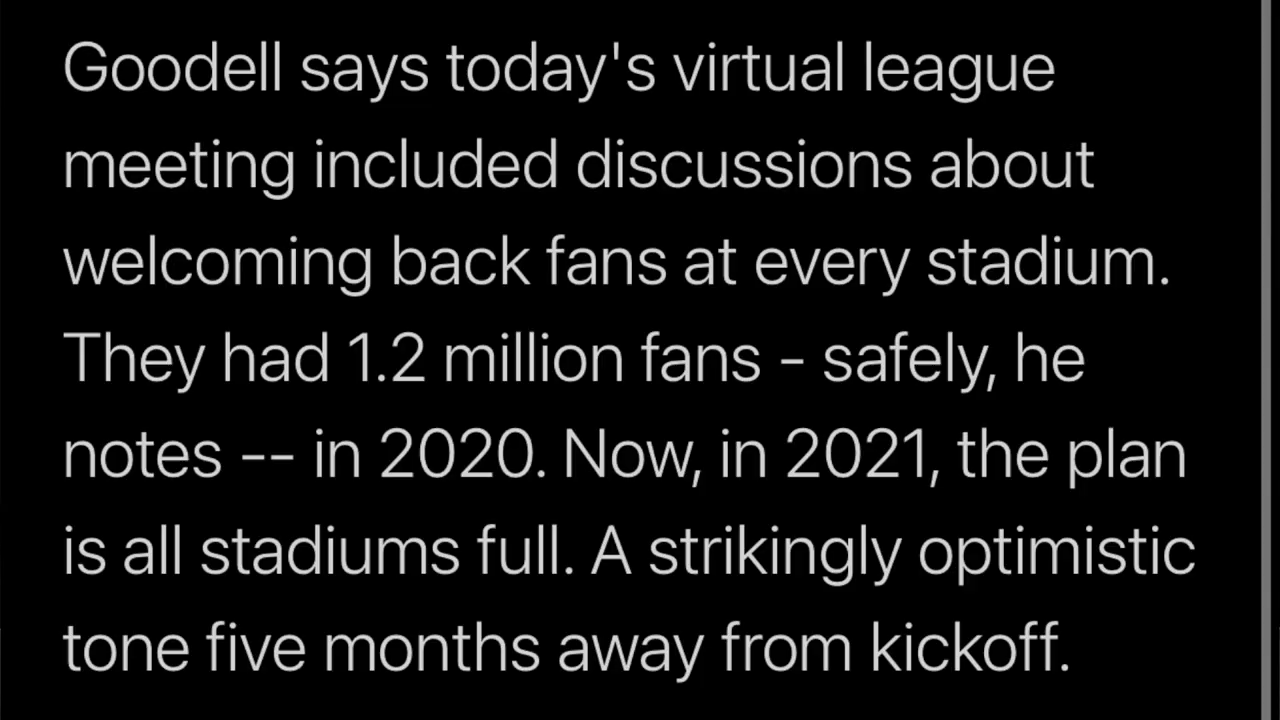 Goodell says today's virtual league
meeting included discussions about
welcoming back fans at every stadium.
They had 1.2 million fans - safely, he
notes -- in 2020. Now, in 2021, the plan
is all stadiums full. A strikingly optimistic
tone five months away from kickoff.